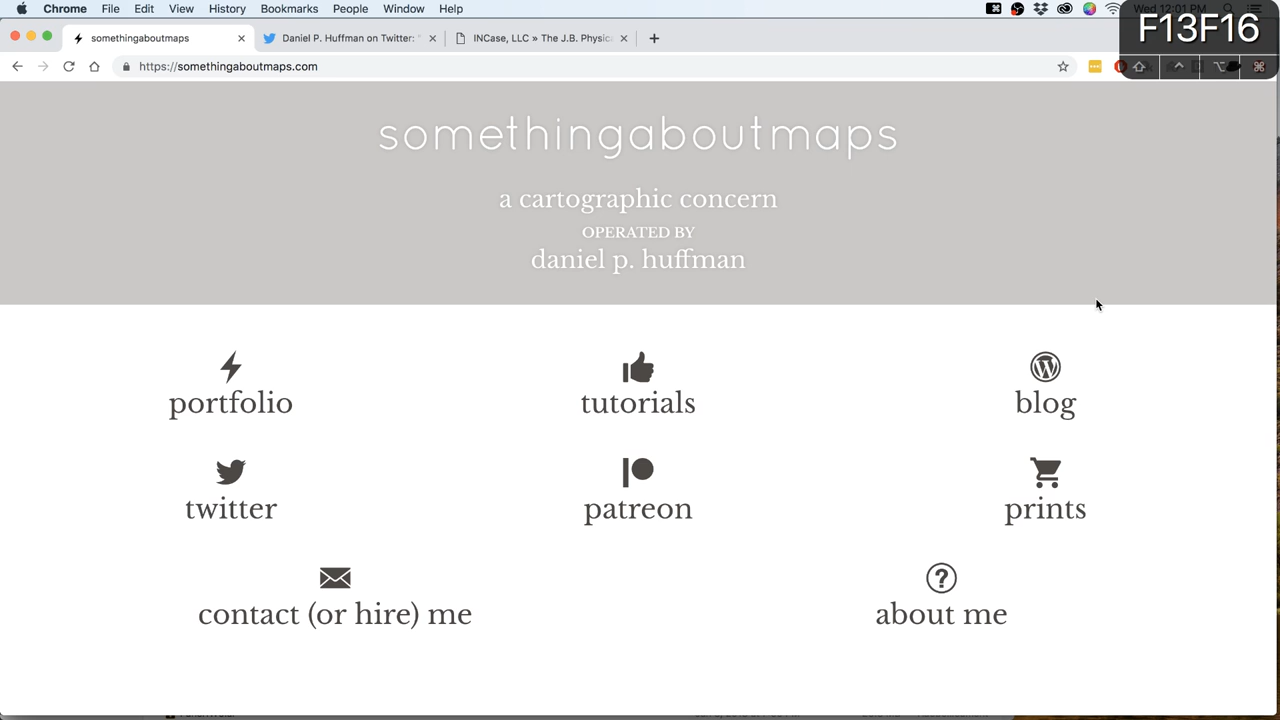 Chrome File Edit View History Bookmarks People Window Help
Wed 12:01 PM
F13F16
somethingaboutmaps
Daniel P. Huffman on Twitter: "
INCase, LLC » The J.B. Physic
https://somethingaboutmaps.com
somethingaboutmaps
a cartographic concern
OPERATED BY
daniel p. huffman
portfolio
tutorials
blog
twitter
patreon
prints
contact (or hire) me
about me